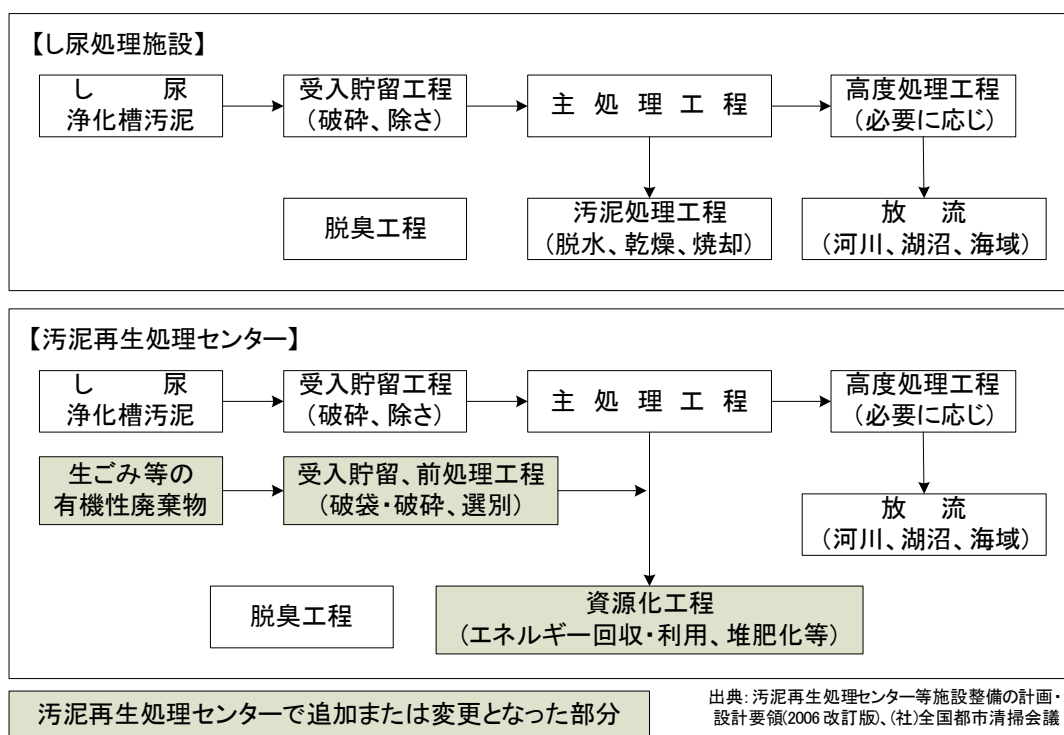 【し尿処理施設】
し 尿
浄化槽汚泥
受入貯留工程
(破砕、除さ)
主 処 理 工 程
高度処理工程
(必要に応じ)
脱臭工程
汚泥処理工程
(脱水、乾燥、焼却)
放 流
(河川、湖沼、海域)
【汚泥再生処理センター】
し 尿
浄化槽汚泥
受入貯留工程
(破砕、除さ)
主 処 理 工 程
高度処理工程
(必要に応じ)
生ごみ等の
有機性廃棄物
受入貯留、前処理工程
(破袋・破砕、選別)
放 流
(河川、湖沼、海域)
脱臭工程
資源化工程
(エネルギー回収・利用、堆肥化等)
汚泥再生処理センターで追加または変更となった部分
出典:汚泥再生処理センター等施設整備の計画・
設計要領(2006改訂版)、(社)全国都市清掃会議